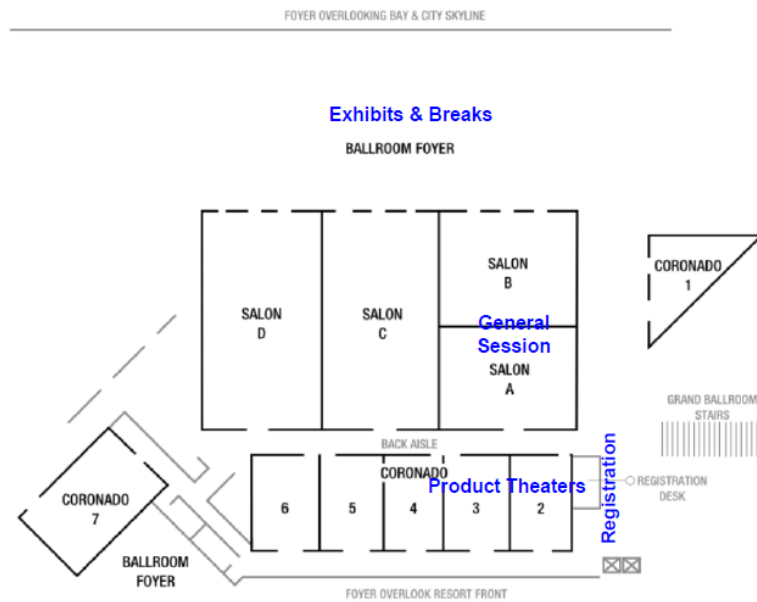 FOYER OVERLOOKING BAY & CITY SKYLINE
Exhibits & Breaks
BALLROOM FOYER
SALON
D
SALON
C
SALON
B
General
Session
SALON
A
CORONADO
1
GRAND BALLROOM
STAIRS
BACK AISLE
CORONADO
Product Theaters
6
5
4
3
2
Registration
REGISTRATION
DESK
CORONADO
7
BALLROOM
FOYER
FOYER OVERLOOK RESORT FRONT